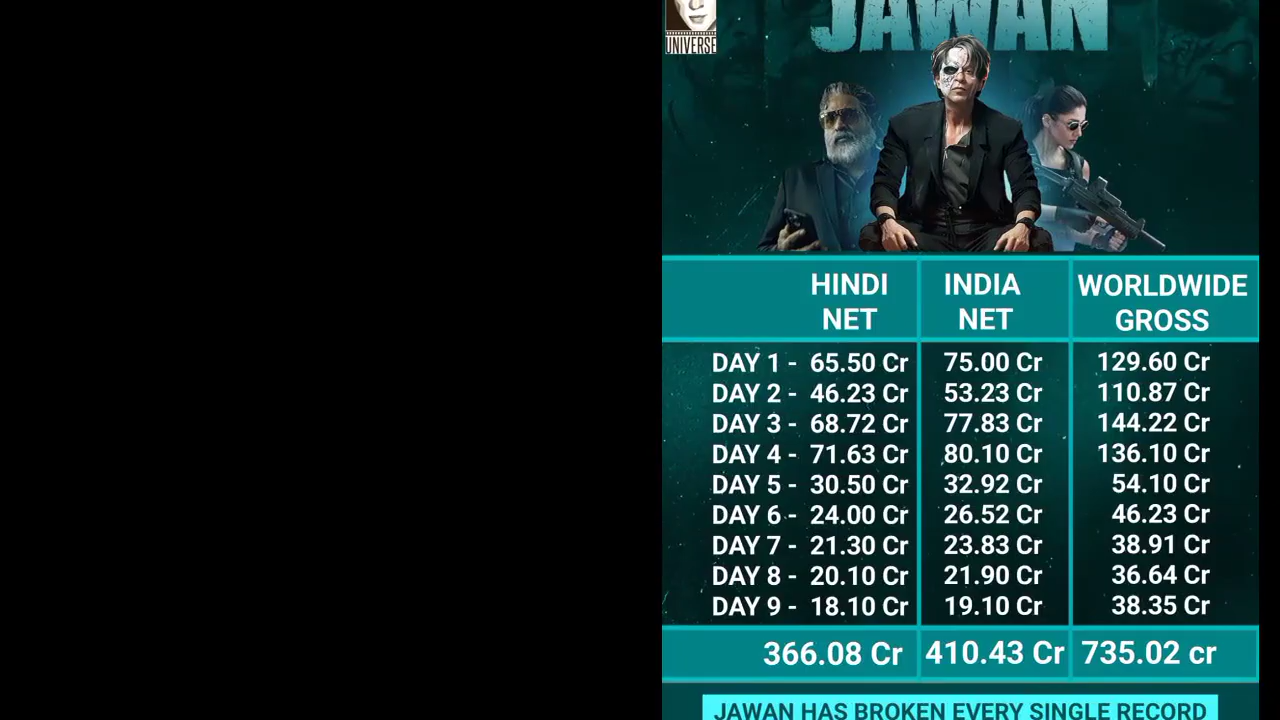 JAWAN
UNIVERSE
HINDI NET INDIA NET WORLDWIDE GROSS
DAY 1 - 65.50 Cr 75.00 Cr 129.60 Cr
DAY 2 - 46.23 Cr 53.23 Cr 110.87 Cr
DAY 3 - 68.72 Cr 77.83 Cr 144.22 Cr
DAY 4 - 71.63 Cr 80.10 Cr 136.10 Cr
DAY 5 - 30.50 Cr 32.92 Cr 54.10 Cr
DAY 6 - 24.00 Cr 26.52 Cr 46.23 Cr
DAY 7 - 21.30 Cr 23.83 Cr 38.91 Cr
DAY 8 - 20.10 Cr 21.90 Cr 36.64 Cr
DAY 9 - 18.10 Cr 19.10 Cr 38.35 Cr
366.08 Cr 410.43 Cr 735.02 cr
JAWAN HAS BROKEN EVERY SINGLE RECORD